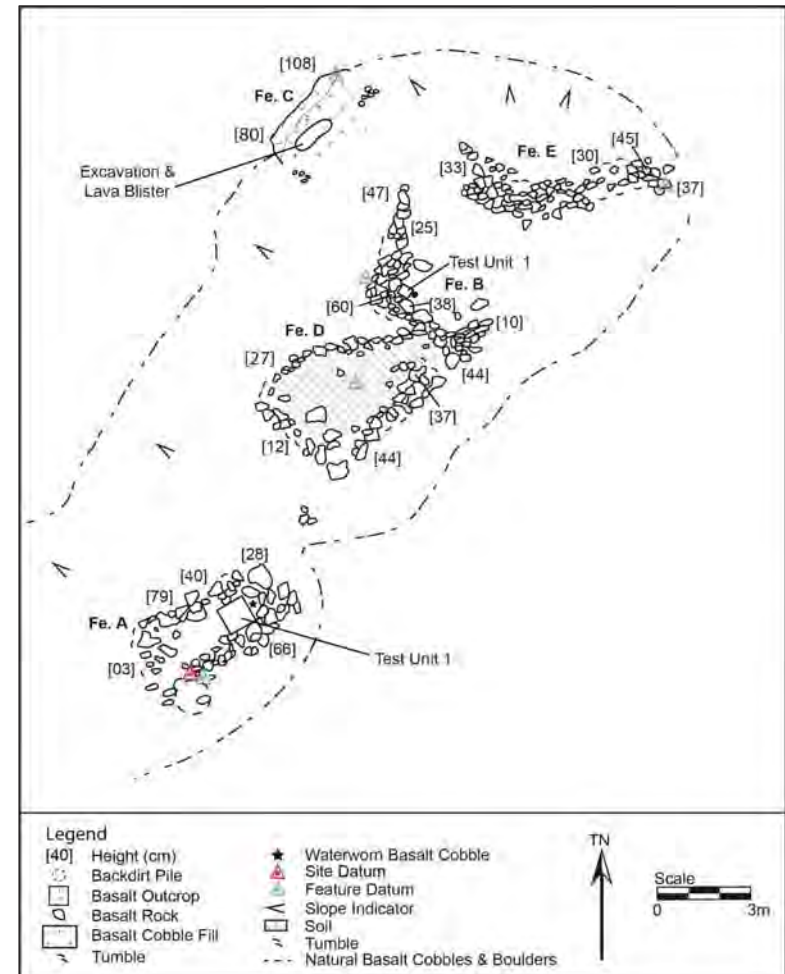 [108]
Fe. C
[80]
Excavation &
Lava Blister
[47]
[25]
[33]
Fe. E
[30]
[45]
[37]
Test Unit 1
Fe. B
[60]
[38]
[10]
Fe. D
[27]
[44]
[37]
[12]
[44]
[28]
[40]
[79]
Fe. A
[03]
[66]
Test Unit 1
Legend
[40] Height (cm)
Backdirt Pile
Basalt Outcrop
Basalt Rock
Basalt Cobble Fill
Tumble
Waterworn Basalt Cobble
Site Datum
Feature Datum
Slope Indicator
Soil
Tumble
Natural Basalt Cobbles & Boulders
TN
Scale
0 3m